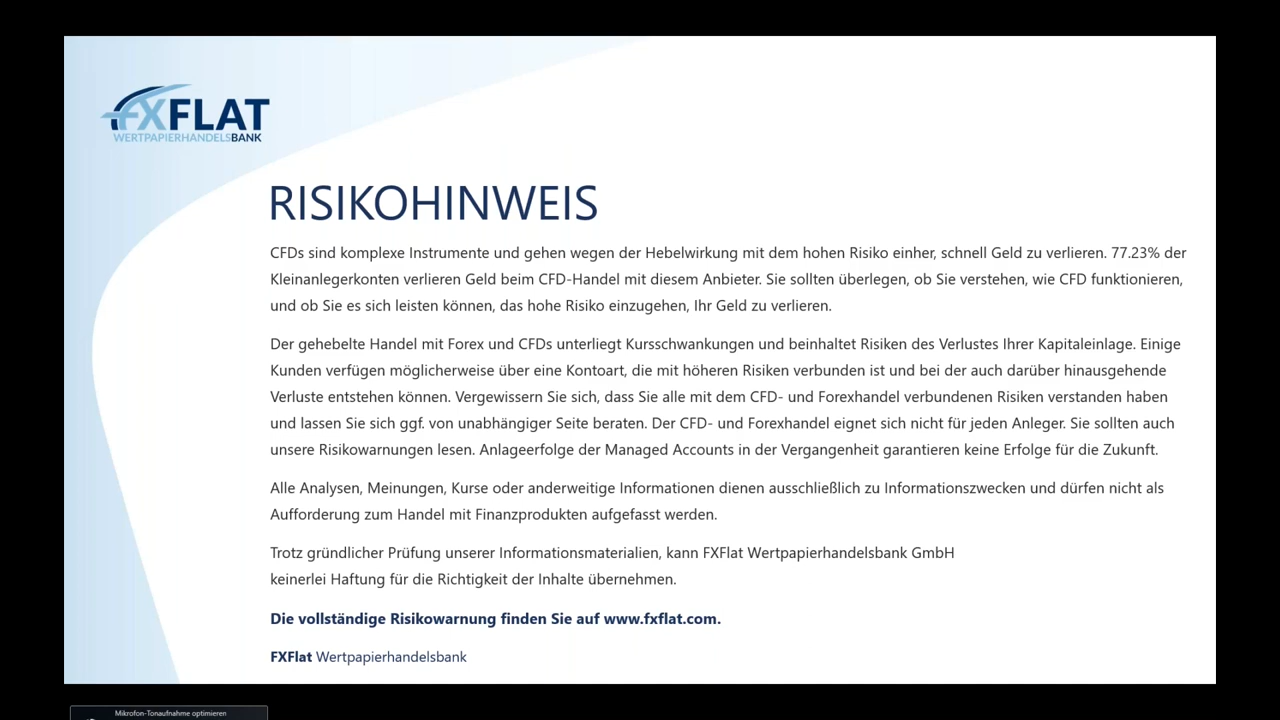 FXFLAT
WERTPAPIERHANDELSBANK
RISIKOHINWEIS
CFDs sind komplexe Instrumente und gehen wegen der Hebelwirkung mit dem hohen Risiko einher, schnell Geld zu verlieren. 77.23% der
Kleinanlegerkonten verlieren Geld beim CFD-Handel mit diesem Anbieter. Sie sollten überlegen, ob Sie verstehen, wie CFD funktionieren,
und ob Sie es sich leisten können, das hohe Risiko einzugehen, Ihr Geld zu verlieren.
Der gehebelte Handel mit Forex und CFDs unterliegt Kursschwankungen und beinhaltet Risiken des Verlustes Ihrer Kapitaleinlage. Einige
Kunden verfügen möglicherweise über eine Kontoart, die mit höheren Risiken verbunden ist und bei der auch darüber hinausgehende
Verluste entstehen können. Vergewissern Sie sich, dass Sie alle mit dem CFD- und Forexhandel verbundenen Risiken verstanden haben
und lassen Sie sich ggf. von unabhängiger Seite beraten. Der CFD- und Forexhandel eignet sich nicht für jeden Anleger. Sie sollten auch
unsere Risikowarnungen lesen. Anlageerfolge der Managed Accounts in der Vergangenheit garantieren keine Erfolge für die Zukunft.
Alle Analysen, Meinungen, Kurse oder anderweitige Informationen dienen ausschließlich zu Informationszwecken und dürfen nicht als
Aufforderung zum Handel mit Finanzprodukten aufgefasst werden.
Trotz gründlicher Prüfung unserer Informationsmaterialien, kann FXFlat Wertpapierhandelsbank GmbH
keinerlei Haftung für die Richtigkeit der Inhalte übernehmen.
Die vollständige Risikowarnung finden Sie auf www.fxflat.com.
FXFlat Wertpapierhandelsbank
Mikrofon-Tonaufnahme optimieren